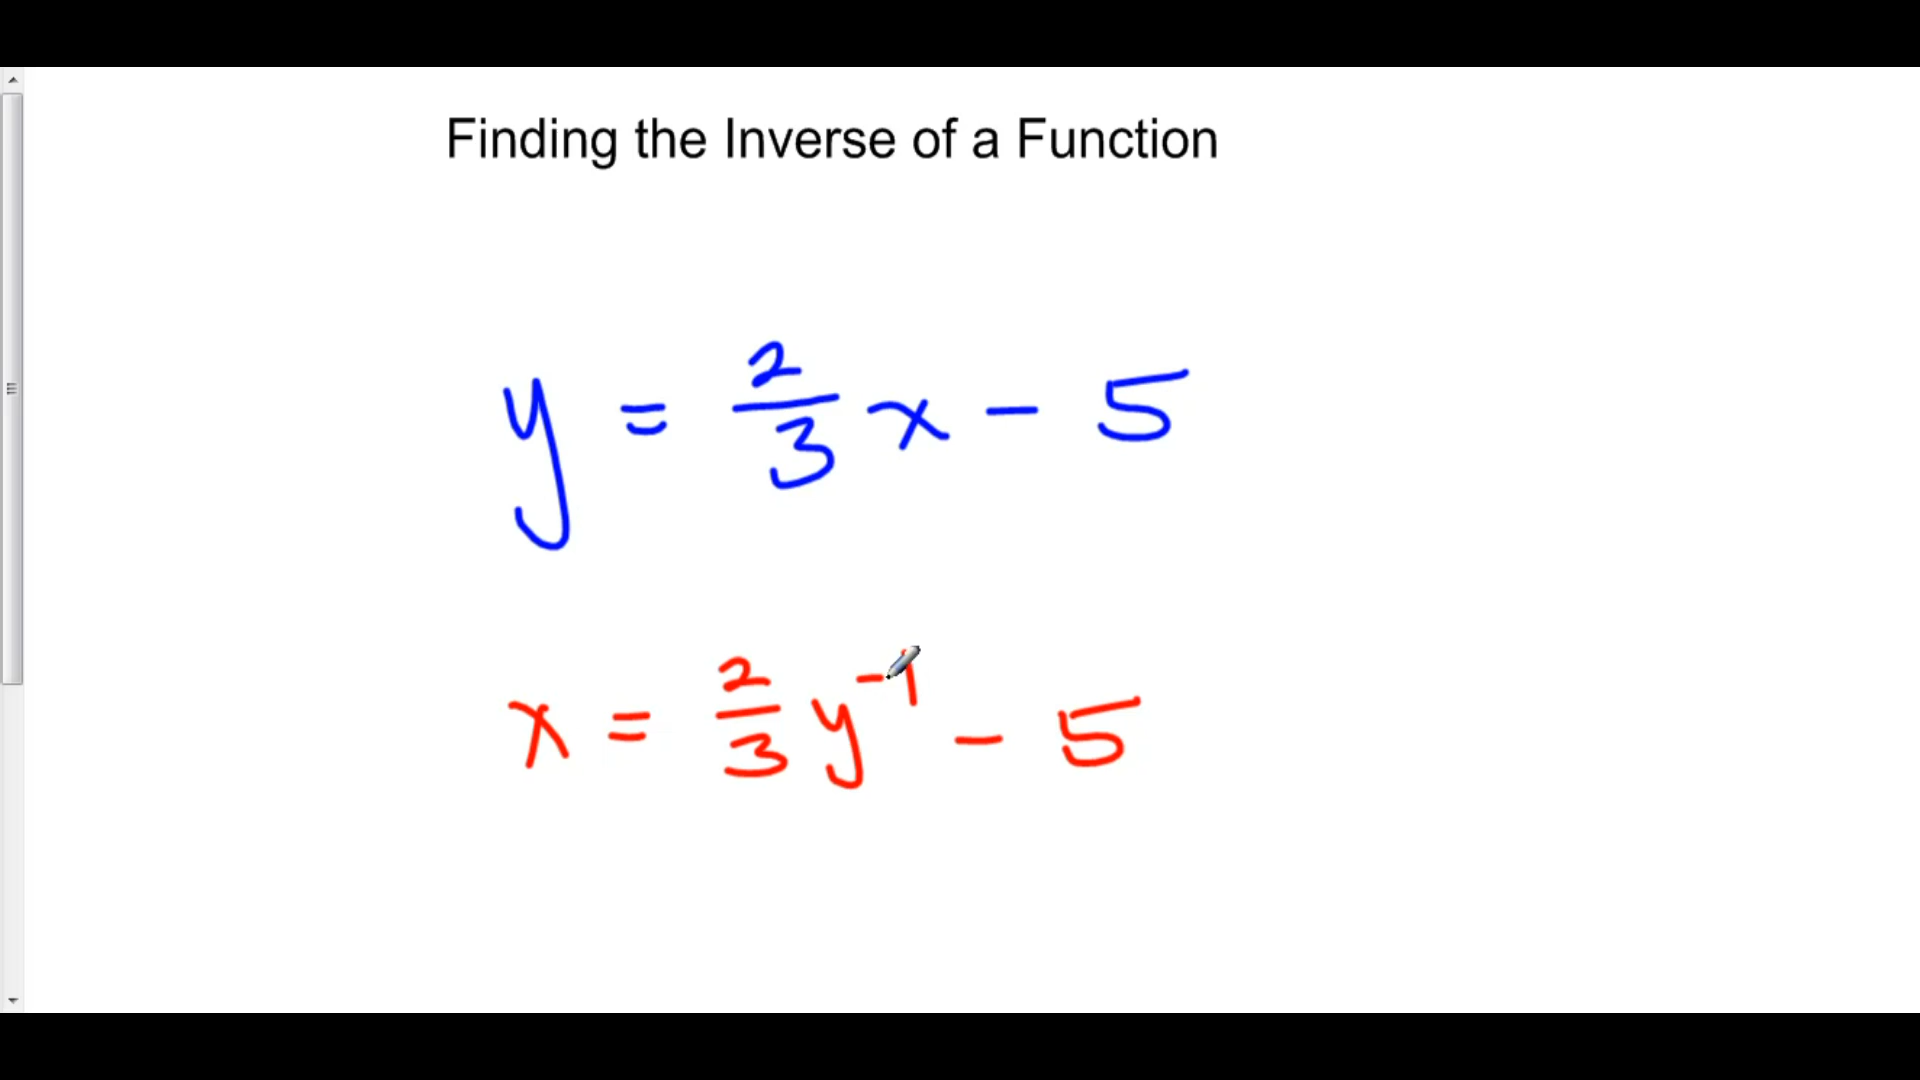 Finding the Inverse of a Function
y = 2/3 x - 5
x = 2/3 y⁻¹ - 5